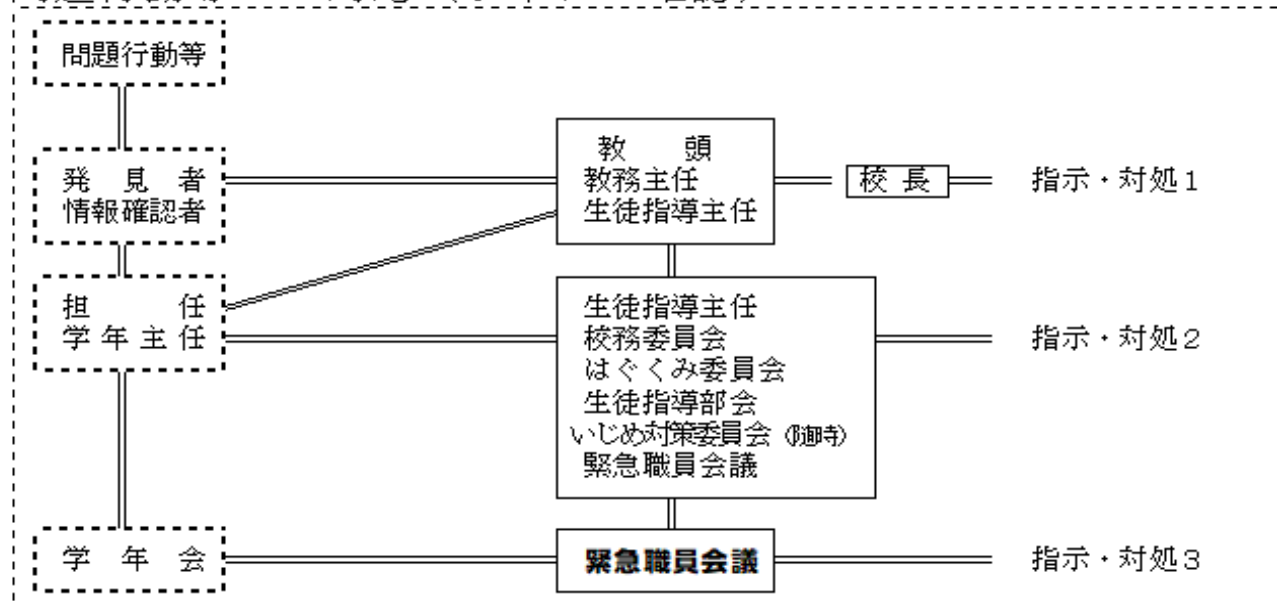 問題行動等
発見者
情報確認者
教頭
教務主任
生徒指導主任
校長
指示・対処１
担任
学年主任
生徒指導主任
校務委員会
はぐくみ委員会
生徒指導部会
いじめ対策委員会（随時）
緊急職員会議
指示・対処２
学年会
緊急職員会議
指示・対処３